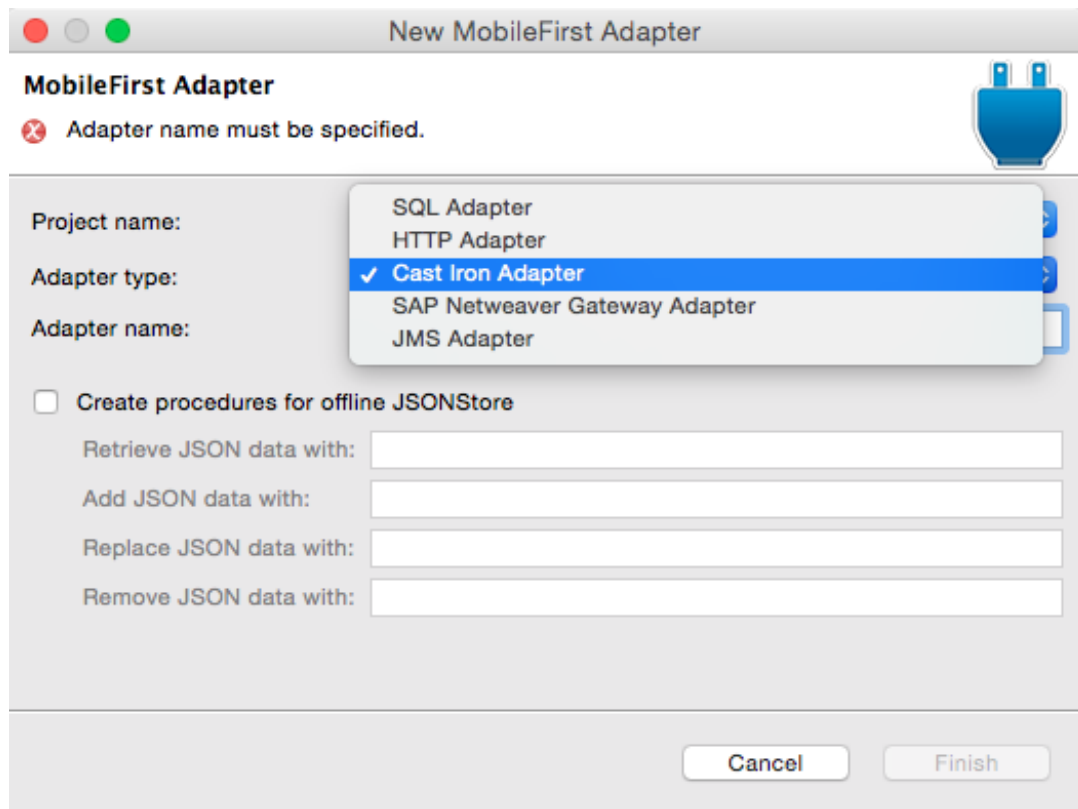 New MobileFirst Adapter
MobileFirst Adapter
Adapter name must be specified.
Project name:
Adapter type:
Adapter name:
SQL Adapter
HTTP Adapter
✓ Cast Iron Adapter
SAP Netweaver Gateway Adapter
JMS Adapter
Create procedures for offline JSONStore
Retrieve JSON data with:
Add JSON data with:
Replace JSON data with:
Remove JSON data with:
Cancel
Finish